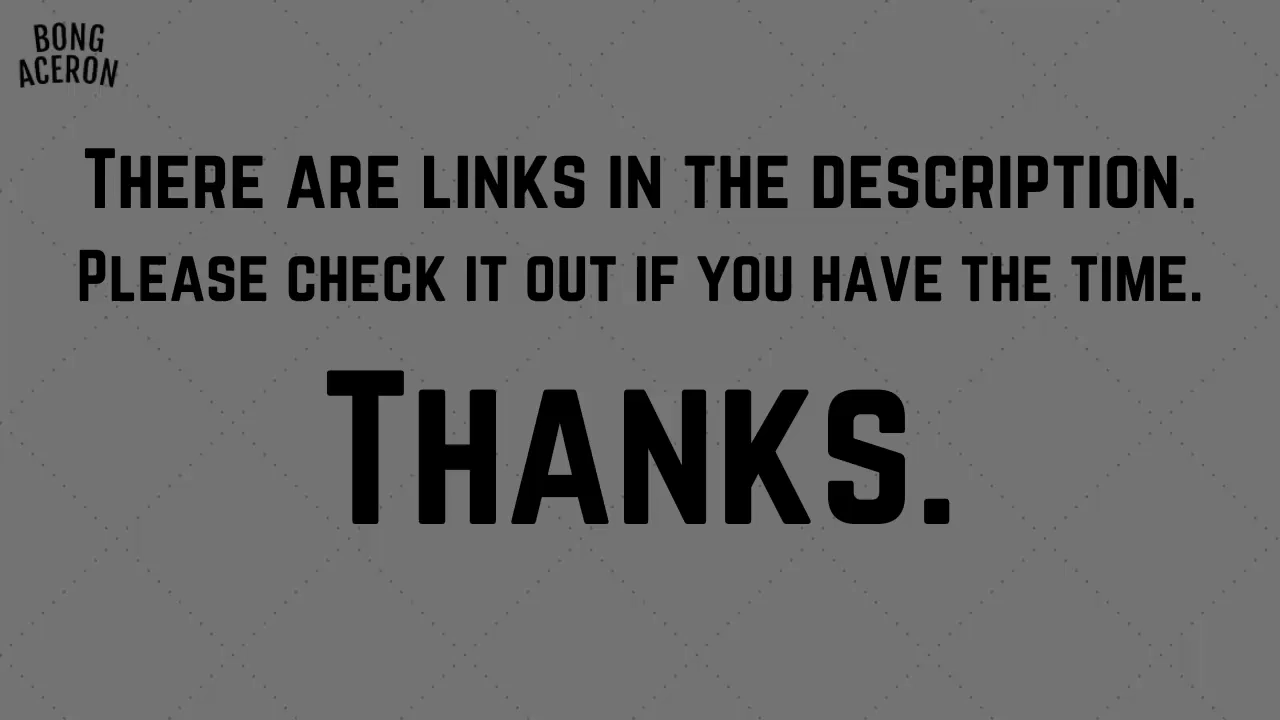 BONG
ACERON
There are links in the description.
Please check it out if you have the time.
Thanks.